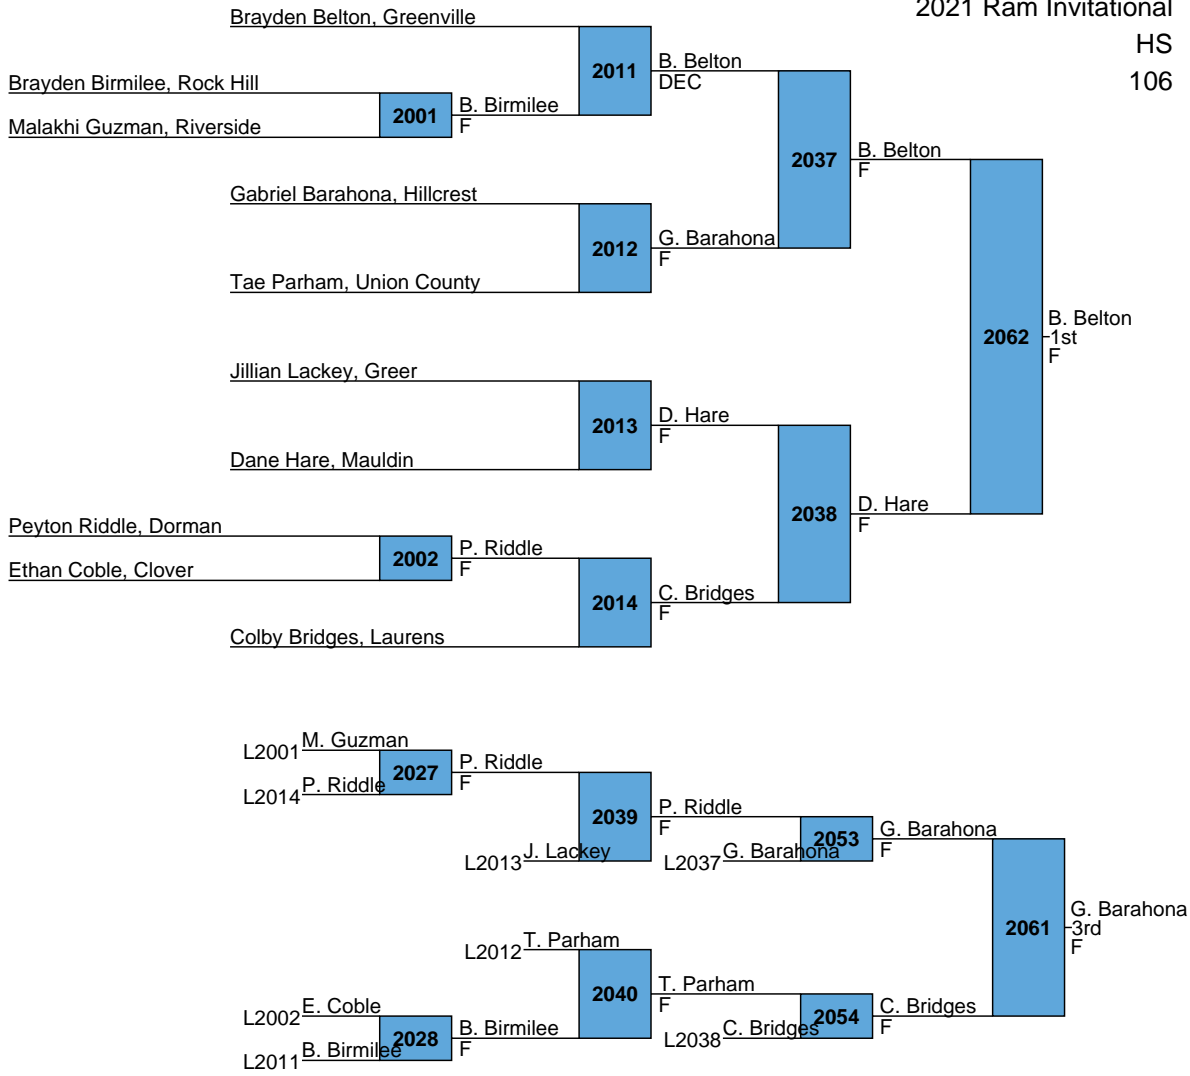 2021 Ram Invitational
HS
106
Brayden Belton, Greenville
2011
B. Belton
DEC
Brayden Birmilee, Rock Hill
2001
B. Birmilee
F
Malakhi Guzman, Riverside
2037
B. Belton
F
Gabriel Barahona, Hillcrest
2012
G. Barahona
F
Tae Parham, Union County
2062
B. Belton
1st
F
Jillian Lackey, Greer
2013
D. Hare
F
Dane Hare, Mauldin
2038
D. Hare
F
Peyton Riddle, Dorman
2002
P. Riddle
F
Ethan Coble, Clover
2014
C. Bridges
F
Colby Bridges, Laurens
L2001 M. Guzman
2027
P. Riddle
F
L2014 P. Riddle
2039
P. Riddle
F
L2013 J. Lackey
L2037 G. Barahona
2053
G. Barahona
F
2061
G. Barahona
3rd
F
L2012 T. Parham
2040
T. Parham
F
L2002 E. Coble
2028
B. Birmilee
F
L2011 B. Birmilee
L2038 C. Bridges
2054
C. Bridges
F